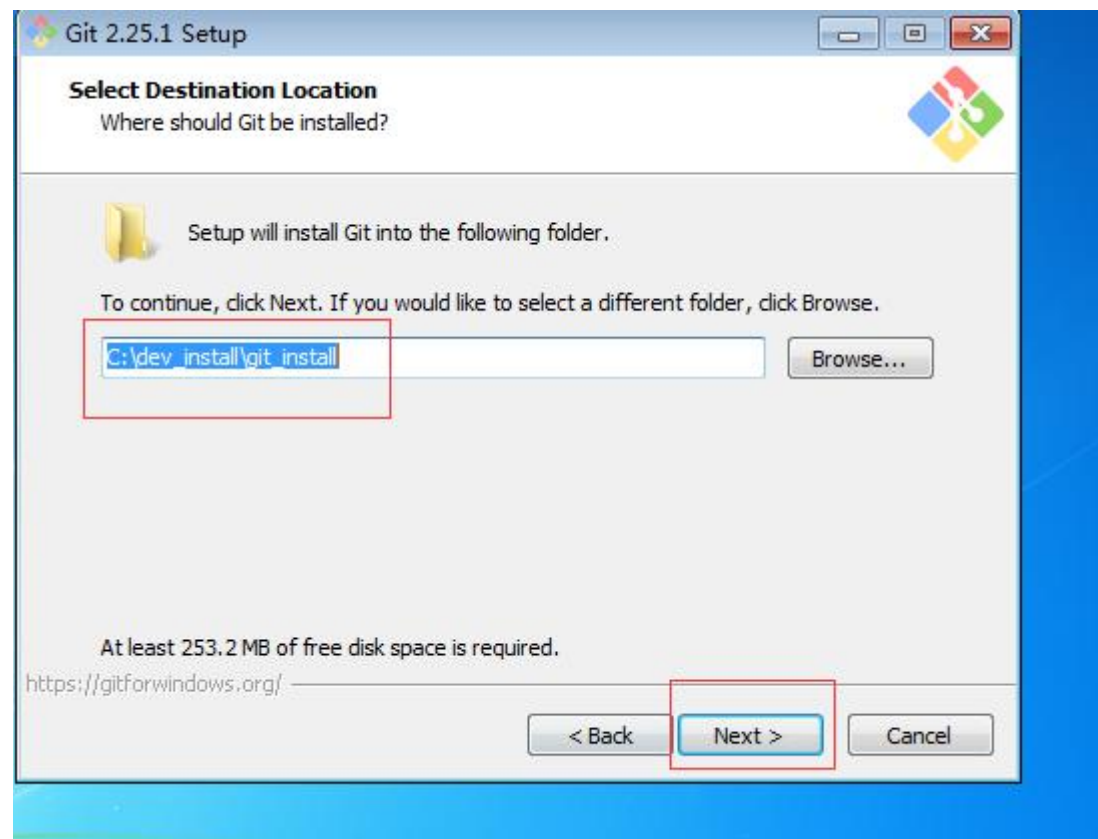 Git 2.25.1 Setup
Select Destination Location
Where should Git be installed?
Setup will install Git into the following folder.
To continue, click Next. If you would like to select a different folder, click Browse.
C:\dev_install\git_install
Browse...
At least 253.2 MB of free disk space is required.
https://gitforwindows.org/
< Back
Next >
Cancel